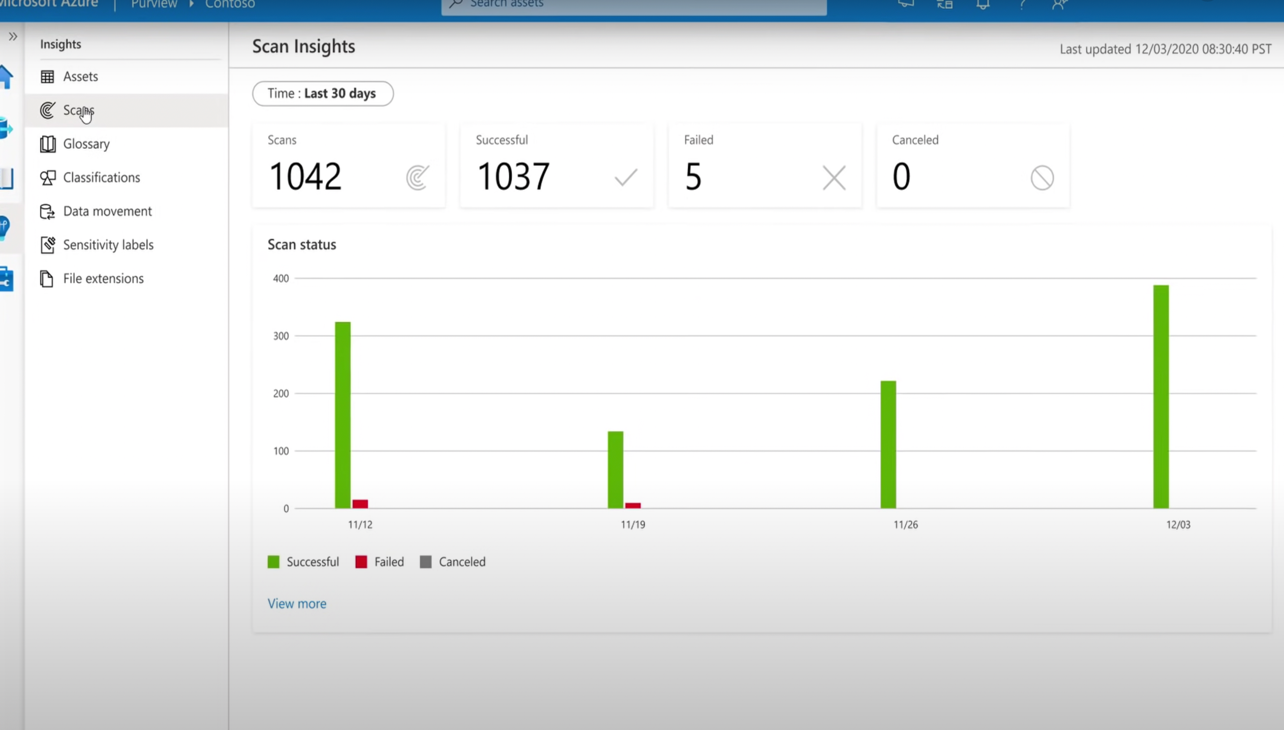 Microsoft Azure | Purview Contoso
Search assets
Insights
Assets
Scans
Glossary
Classifications
Data movement
Sensitivity labels
File extensions
Scan Insights
Last updated 12/03/2020 08:30:40 PST
Time : Last 30 days
Scans
1042
Successful
1037
Failed
5
Canceled
0
Scan status
400
300
200
100
0
11/12
11/19
11/26
12/03
Successful
Failed
Canceled
View more